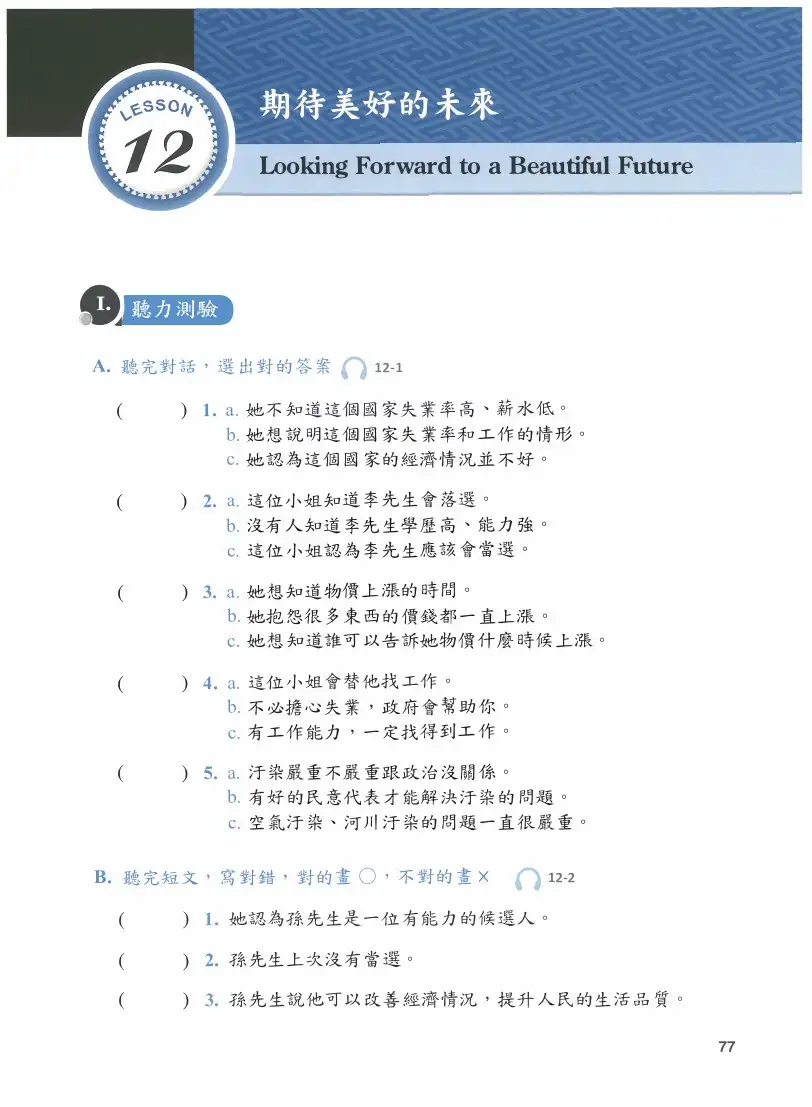 LESSON
12
期待美好的未來
Looking Forward to a Beautiful Future
I. 聽力測驗
A. 聽完對話，選出對的答案 12-1
( ) 1. a. 她不知道這個國家失業率高、薪水低。
b. 她想說明這個國家失業率和工作的情形。
c. 她認為這個國家的經濟情況並不好。
( ) 2. a. 這位小姐知道李先生會落選。
b. 沒有人知道李先生學歷高、能力強。
c. 這位小姐認為李先生應該會當選。
( ) 3. a. 她想知道物價上漲的時間。
b. 她抱怨很多東西的價錢都一直上漲。
c. 她想知道誰可以告訴她物價什麼時候上漲。
( ) 4. a. 這位小姐會替他找工作。
b. 不必擔心失業，政府會幫助你。
c. 有工作能力，一定找得到工作。
( ) 5. a. 汙染嚴重不嚴重跟政治沒關係。
b. 有好的民意代表才能解決汙染的問題。
c. 空氣汙染、河川汙染的問題一直很嚴重。
B. 聽完短文，寫對錯，對的畫○，不對的畫× 12-2
( ) 1. 她認為孫先生是一位有能力的候選人。
( ) 2. 孫先生上次沒有當選。
( ) 3. 孫先生說他可以改善經濟情況，提升人民的生活品質。
77